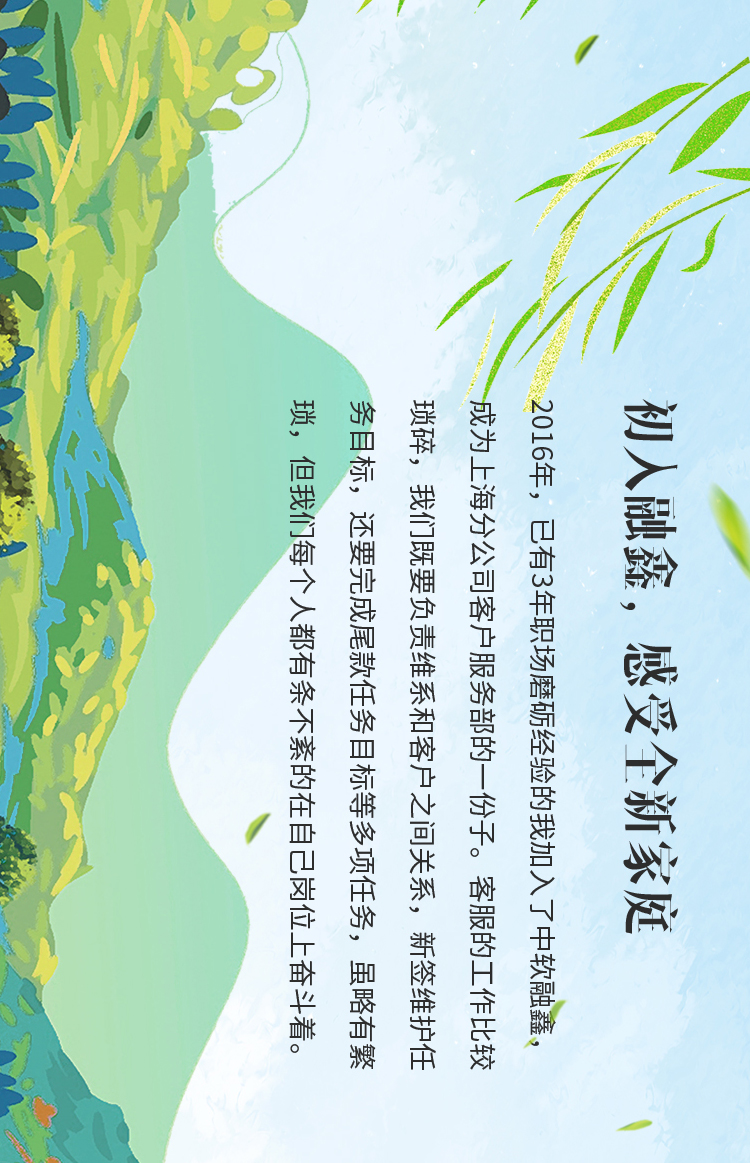 初入融鑫，感受全新家庭
2016年，已有3年职场磨砺经验的我加入了中软融鑫，
成为上海分公司客户服务部的一份子。客服的工作比较
琐碎，我们既要负责维系和客户之间关系，新签维护任
务目标，还要完成尾款任务目标等多项任务，虽略有繁
琐，但我们每个人都有条不紊的在自己岗位上奋斗着。